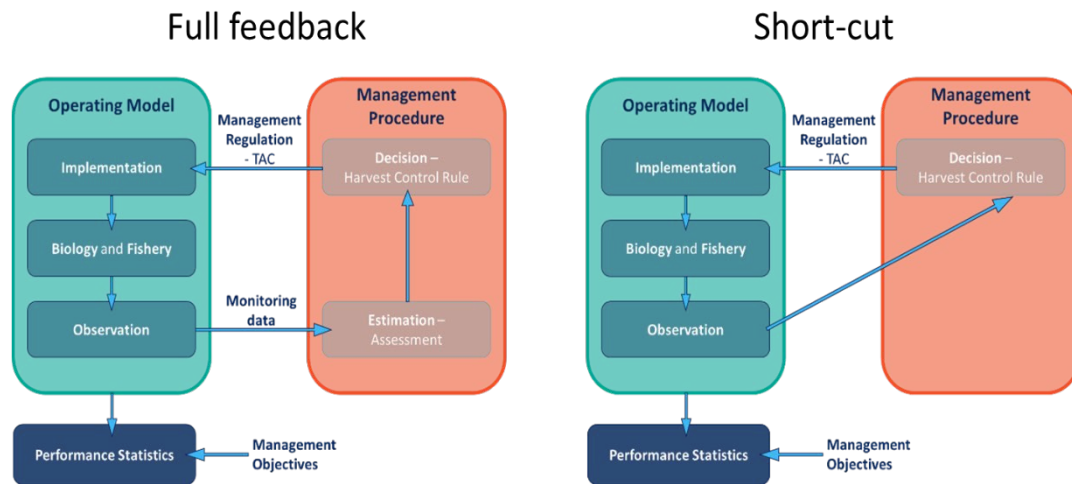 Full feedback
Operating Model
Implementation
Biology and Fishery
Observation
Management
Regulation
- TAC
Monitoring
data
Management
Procedure
Decision –
Harvest Control Rule
Estimation –
Assessment
Performance Statistics
Management
Objectives
Short-cut
Operating Model
Implementation
Biology and Fishery
Observation
Management
Regulation
- TAC
Management
Procedure
Decision –
Harvest Control Rule
Performance Statistics
Management
Objectives